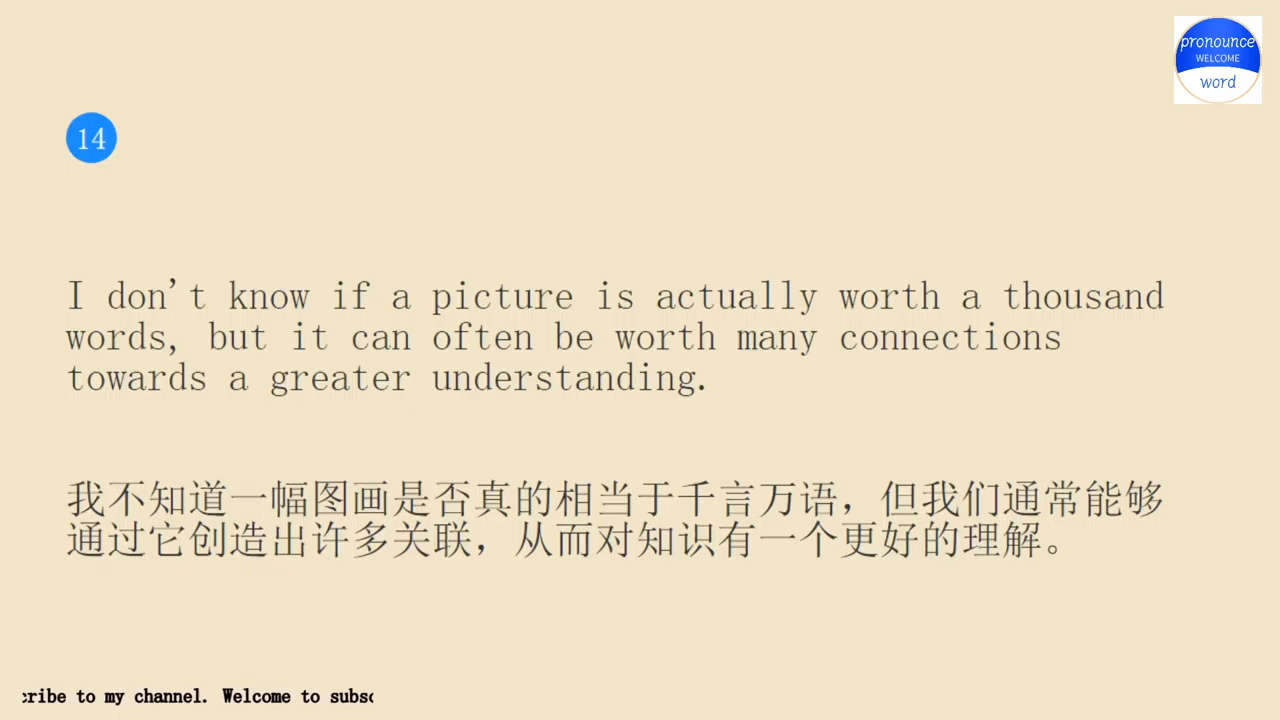 pronounce
WELCOME
word
14
I don't know if a picture is actually worth a thousand
words, but it can often be worth many connections
towards a greater understanding.
我不知道一幅图画是否真的相当于千言万语，但我们通常能够
通过它创造出许多关联，从而对知识有一个更好的理解。
cribe to my channel. Welcome to subsc